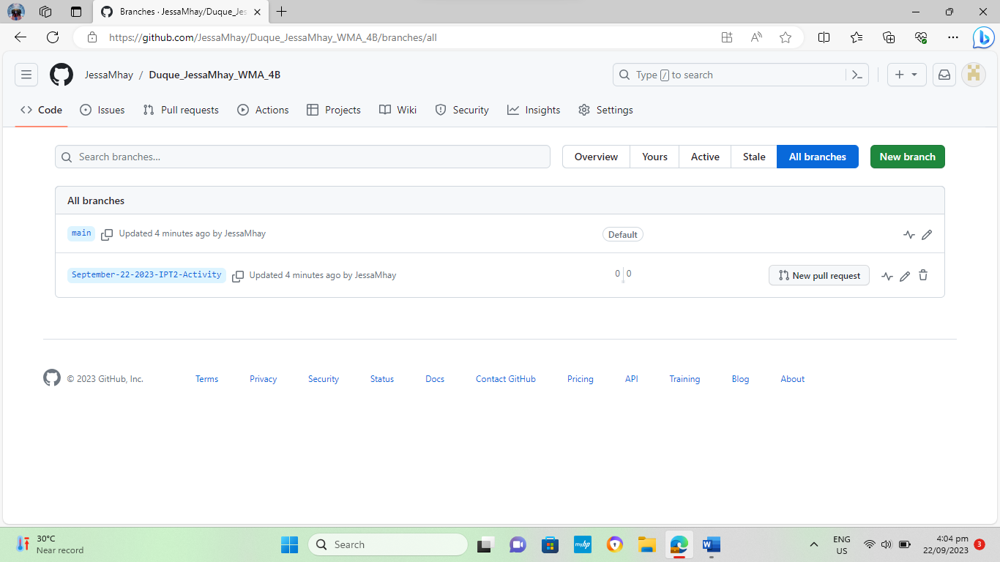 Branches · JessaMhay/Duque_Jes
https://github.com/JessaMhay/Duque_JessaMhay_WMA_4B/branches/all
JessaMhay / Duque_JessaMhay_WMA_4B
Type / to search
Code Issues Pull requests Actions Projects Wiki Security Insights Settings
Search branches...
Overview Yours Active Stale All branches New branch
All branches
main Updated 4 minutes ago by JessaMhay Default
September-22-2023-IPT2-Activity Updated 4 minutes ago by JessaMhay 0 0 New pull request
© 2023 GitHub, Inc. Terms Privacy Security Status Docs Contact GitHub Pricing API Training Blog About
30°C
Near record
Search
myhp
W
ENG
US
4:04 pm
22/09/2023
3